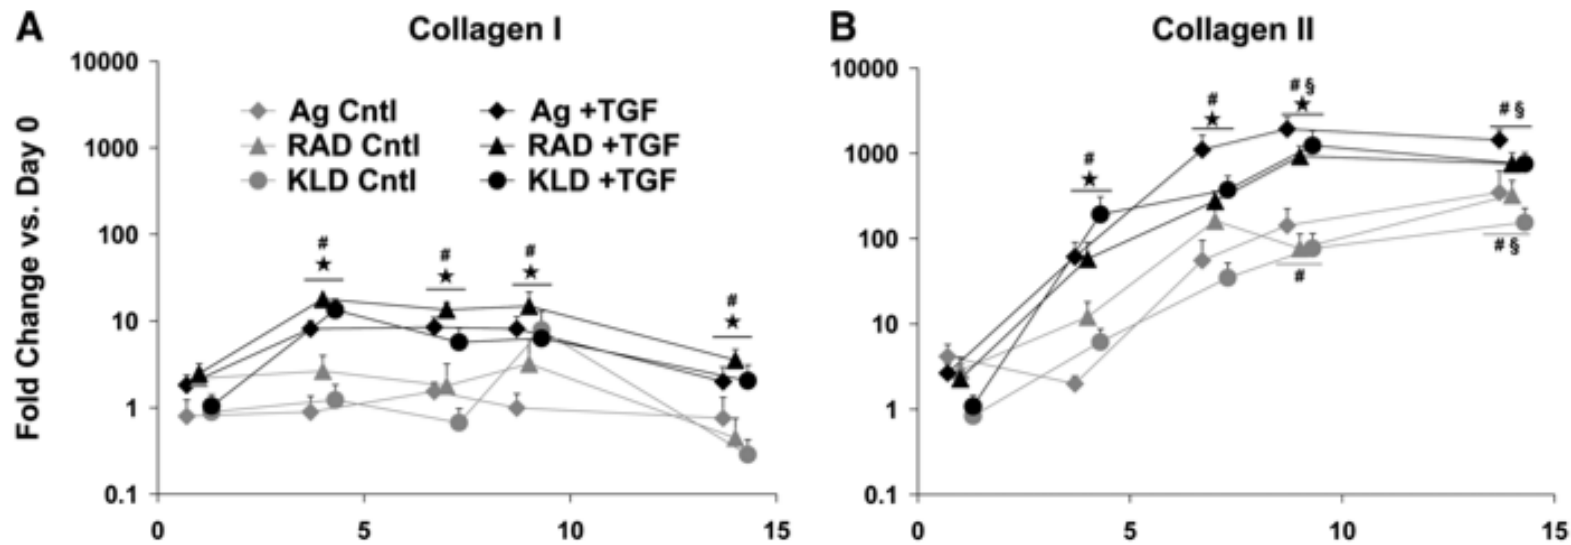 A
Collagen I
Fold Change vs. Day 0
10000
1000
100
10
1
0.1
Ag Cntl
RAD Cntl
KLD Cntl
Ag +TGF
RAD +TGF
KLD +TGF
#
★
#
★
#
★
#
★
0 5 10 15
B
Collagen II
10000
1000
100
10
1
0.1
#
★
#
★
# §
★
# §
#
# §
0 5 10 15